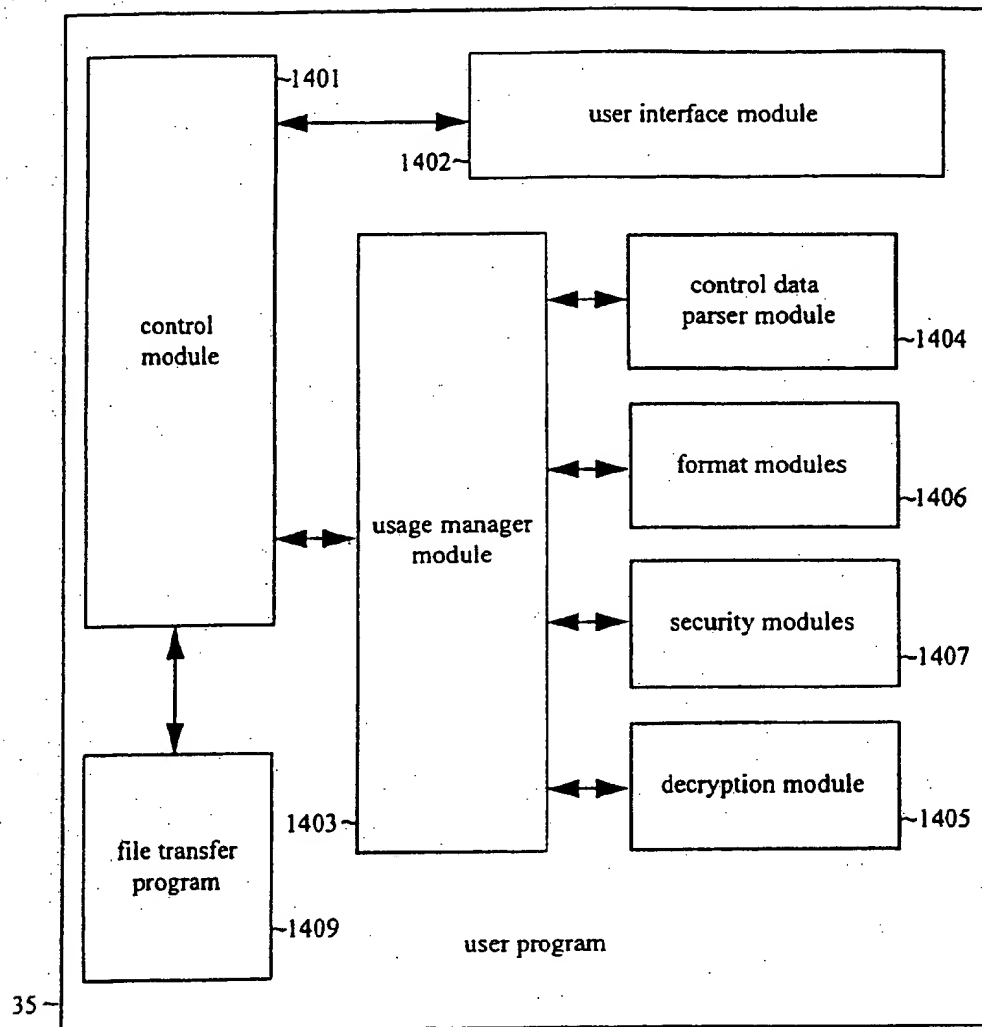 1401
user interface module
1402
control data
parser module
1404
control
module
format modules
1406
usage manager
module
security modules
1407
decryption module
1405
1403
file transfer
program
1409
user program
35